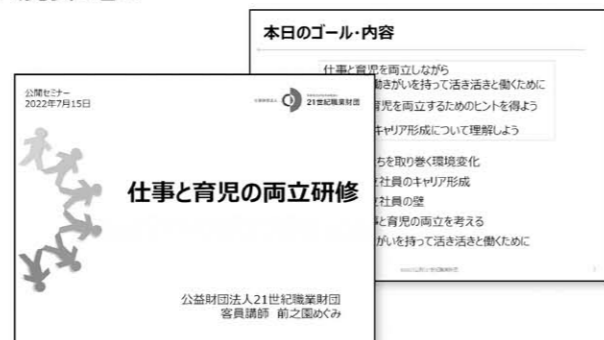 公開セミナー
2022年7月15日
21世紀職業財団
仕事と育児の両立研修
公益財団法人21世紀職業財団
客員講師 前之園めぐみ
本日のゴール・内容
仕事と育児を両立しながら
働きがいを持って活き活きと働くために
育児を両立するためのヒントを得よう
キャリア形成について理解しよう
ちを取り巻く環境変化
社員のキャリア形成
社員の壁
と育児の両立を考える
がいを持って活き活きと働くために